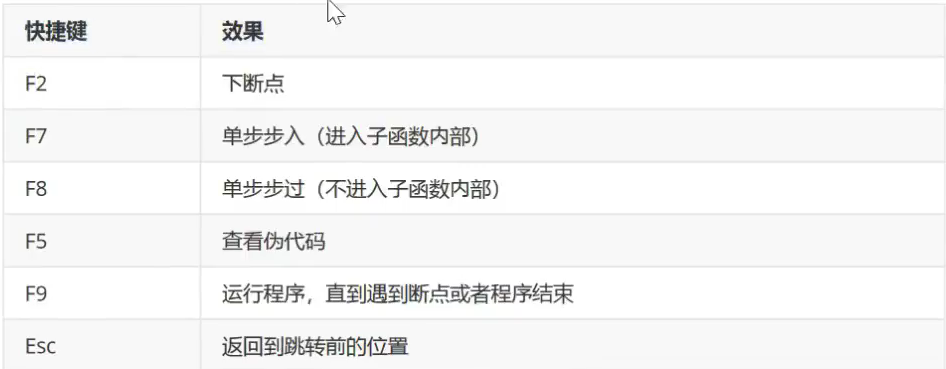 快捷键 效果
F2 下断点
F7 单步步入（进入子函数内部）
F8 单步步过（不进入子函数内部）
F5 查看伪代码
F9 运行程序，直到遇到断点或者程序结束
Esc 返回到跳转前的位置